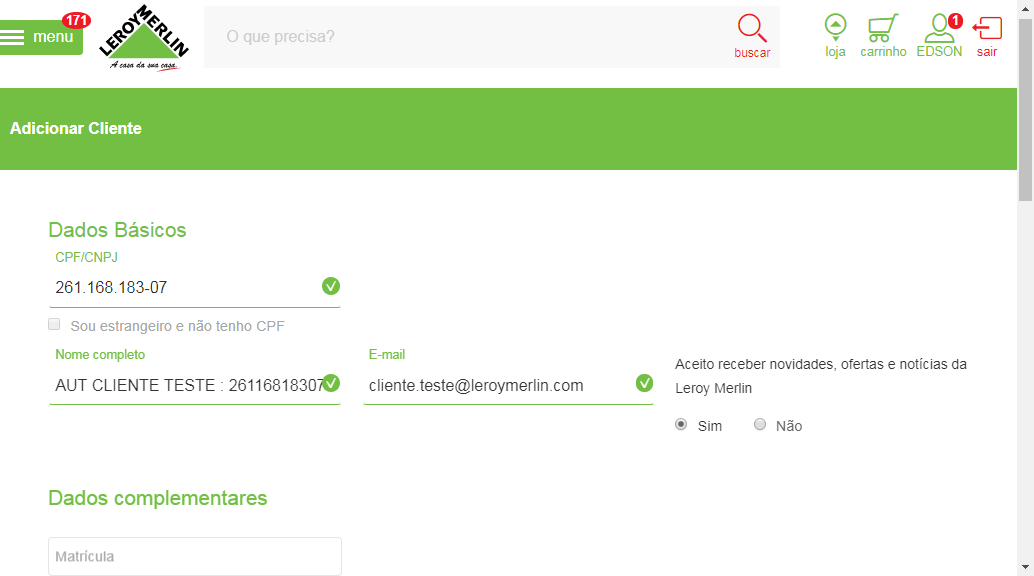 171
menu
LEROY MERLIN
A casa da sua casa.
O que precisa?
buscar
loja
carrinho
1
EDSON
sair
Adicionar Cliente
Dados Básicos
CPF/CNPJ
261.168.183-07
Sou estrangeiro e não tenho CPF
Nome completo
AUT CLIENTE TESTE : 26116818307
E-mail
cliente.teste@leroymerlin.com
Aceito receber novidades, ofertas e notícias da
Leroy Merlin
Sim
Não
Dados complementares
Matrícula